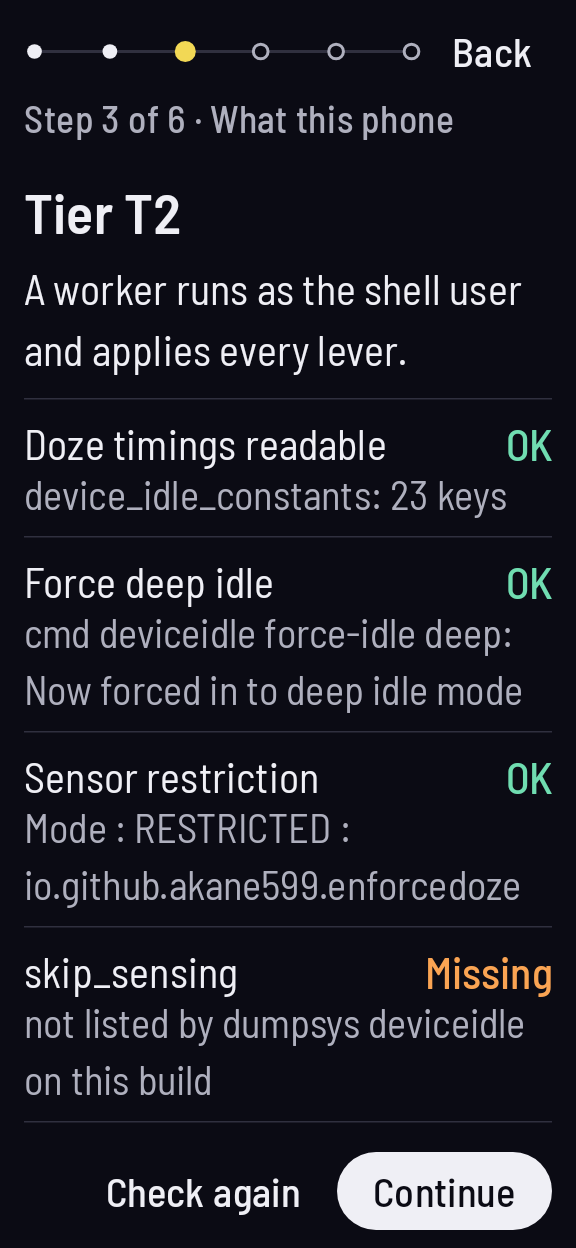 Back
Step 3 of 6 · What this phone
Tier T2
A worker runs as the shell user
and applies every lever.
Doze timings readable OK
device_idle_constants: 23 keys
Force deep idle OK
cmd deviceidle force-idle deep:
Now forced in to deep idle mode
Sensor restriction OK
Mode : RESTRICTED :
io.github.akane599.enforcedoze
skip_sensing Missing
not listed by dumpsys deviceidle
on this build
Check again Continue